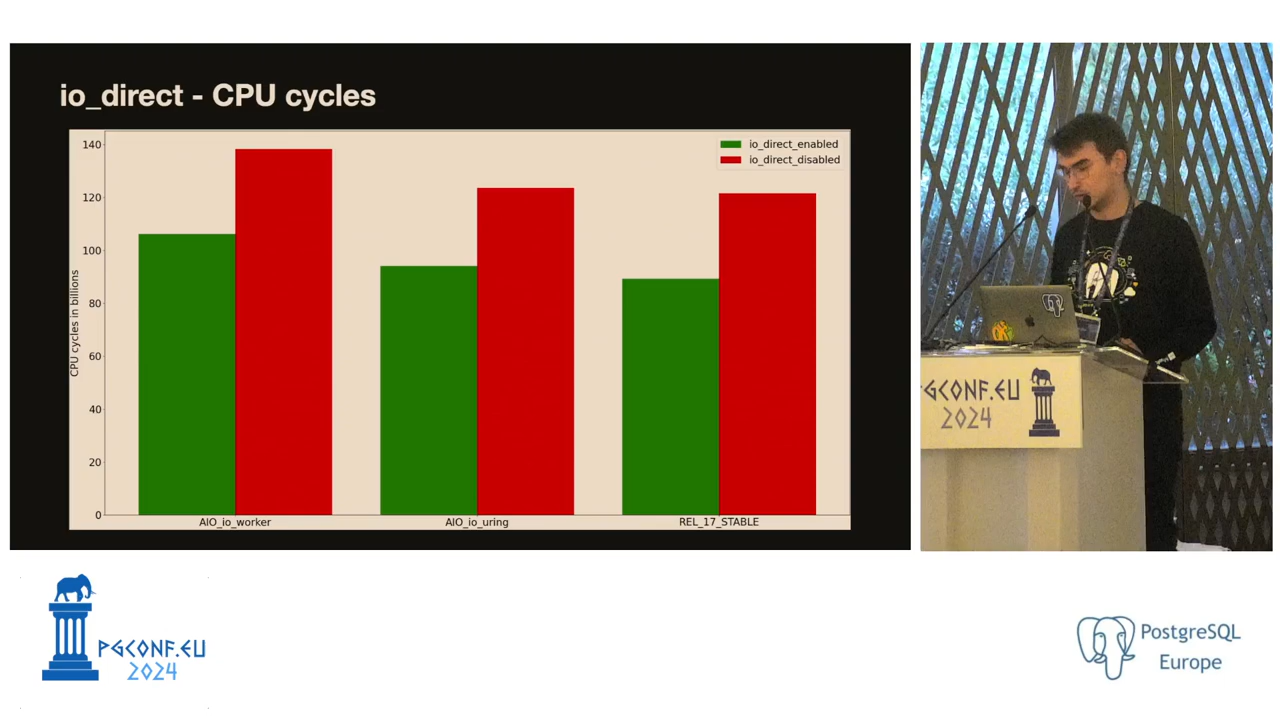 io_direct - CPU cycles
io_direct_enabled
io_direct_disabled
CPU cycles in billions
140
120
100
80
60
40
20
0
AIO_io_worker
AIO_io_uring
REL_17_STABLE
GCONF.EU
2024
PGCONF.EU
2024
PostgreSQL
Europe